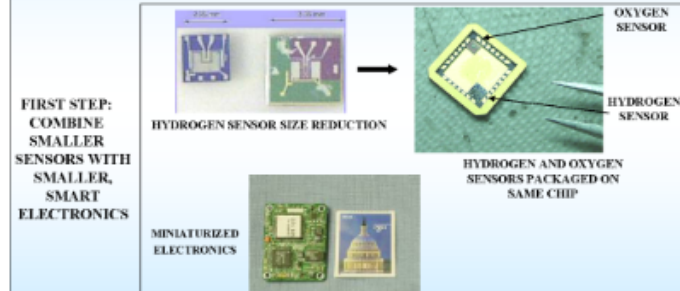 FIRST STEP:
COMBINE
SMALLER
SENSORS WITH
SMALLER,
SMART
ELECTRONICS
HYDROGEN SENSOR SIZE REDUCTION
OXYGEN
SENSOR
HYDROGEN
SENSOR
HYDROGEN AND OXYGEN
SENSORS PACKAGED ON
SAME CHIP
MINIATURIZED
ELECTRONICS